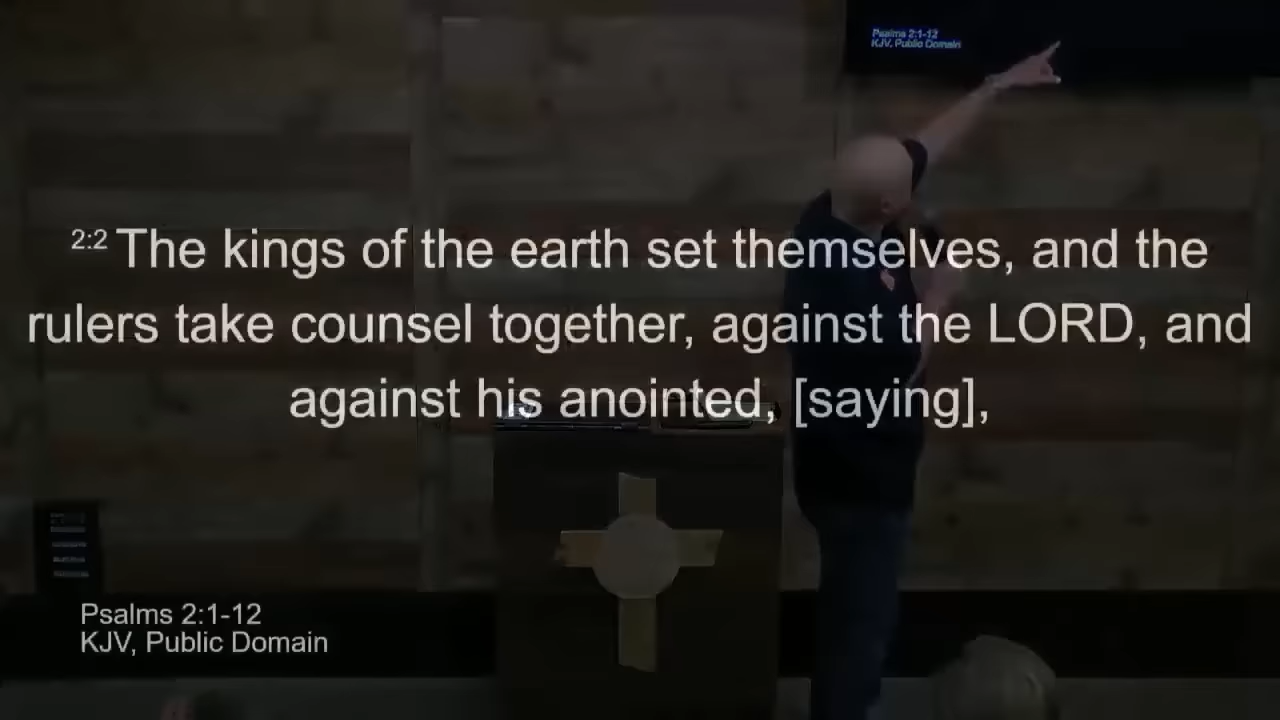 Psalms 2:1-12
KJV, Public Domain
2:2 The kings of the earth set themselves, and the
rulers take counsel together, against the LORD, and
against his anointed, [saying],
Psalms 2:1-12
KJV, Public Domain